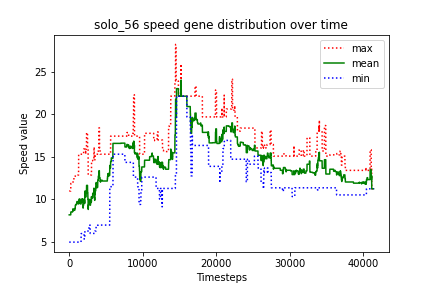 solo_56 speed gene distribution over time
max
mean
min
Speed value
25
20
15
10
5
0
10000
20000
30000
40000
Timesteps